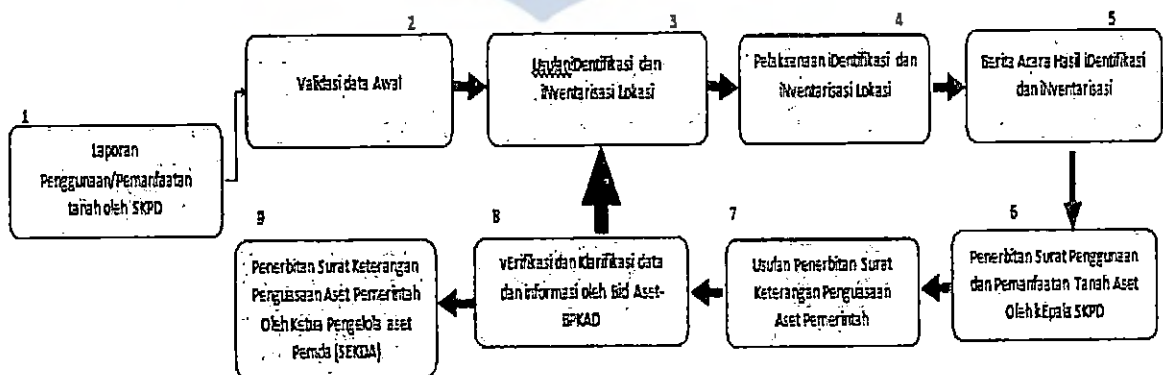 1
Laporan
Penggunaan/Pemanfaatan
tanah oleh SKPD
2
Validasi data Awal
3
Usulan iDentifikasi dan
iNventarisasi Lokasi
4
Pelaksanaan iDentifikasi dan
iNventarisasi Lokasi
5
Berita Acara Hasil iDentifikasi
dan iNventarisasi
6
Penerbitan Surat Penggunaan
dan Pemanfaatan Tanah Aset
Oleh kEpala SKPD
7
Usulan Penerbitan Surat
Keterangan Penguasaan
Aset Pemerintah
8
vErifikasi dan Klarifikasi data
dan informasi oleh Bid Aset-
BPKAD
9
Penerbitan Surat Keterangan
Penguasaan Aset Pemerintah
Oleh Ketua Pengelola aset
Pemda (SEKDA)